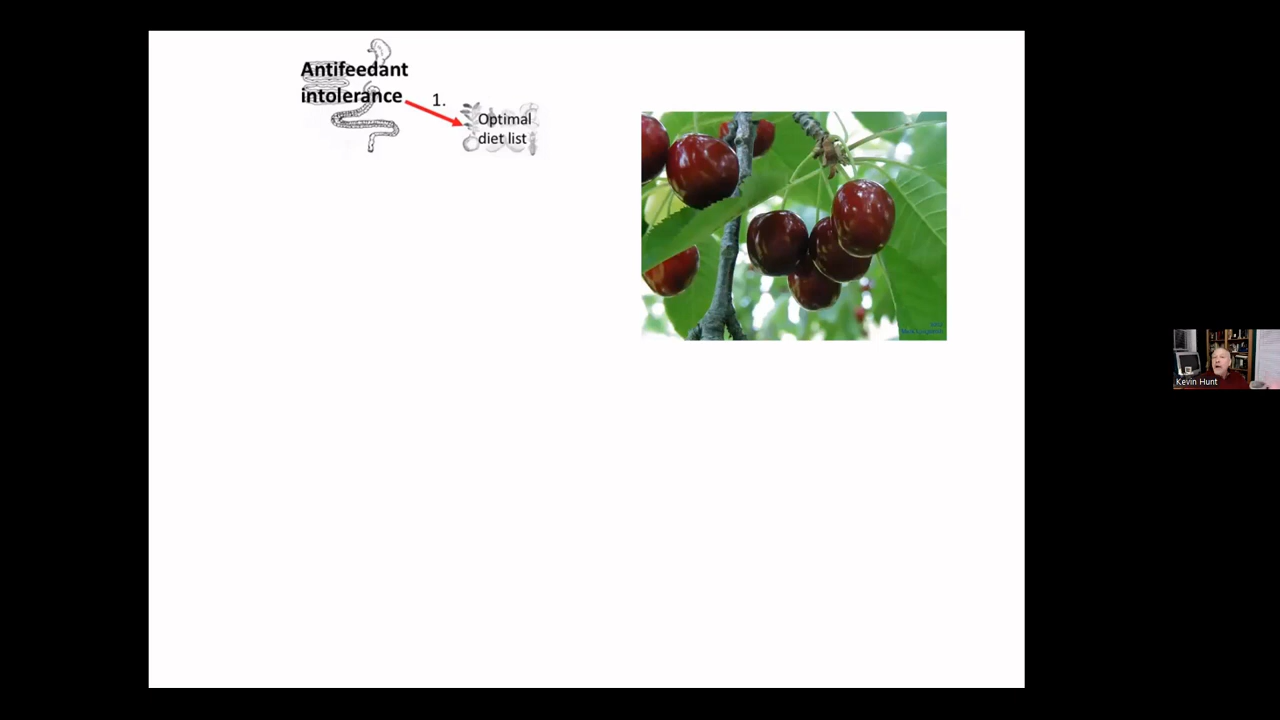 Antifeedant
intolerance
1.
Optimal
diet list
Kevin Hunt